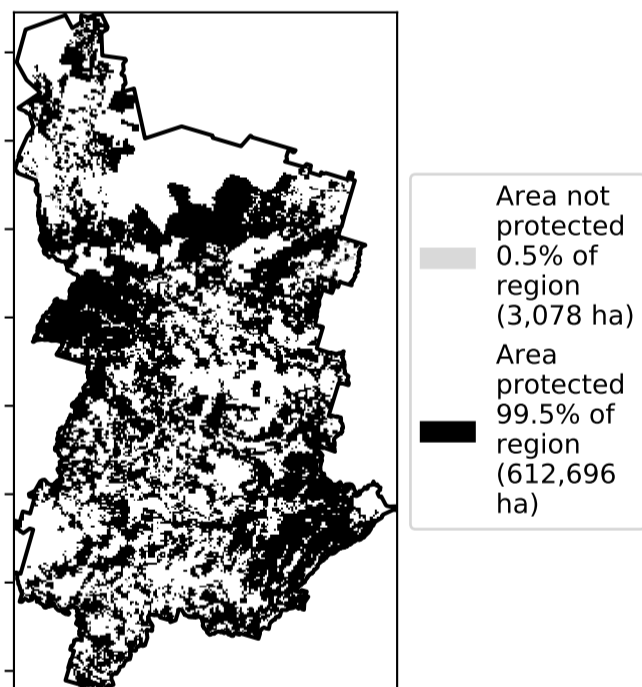 Area not
protected
0.5% of
region
(3,078 ha)
Area
protected
99.5% of
region
(612,696
ha)